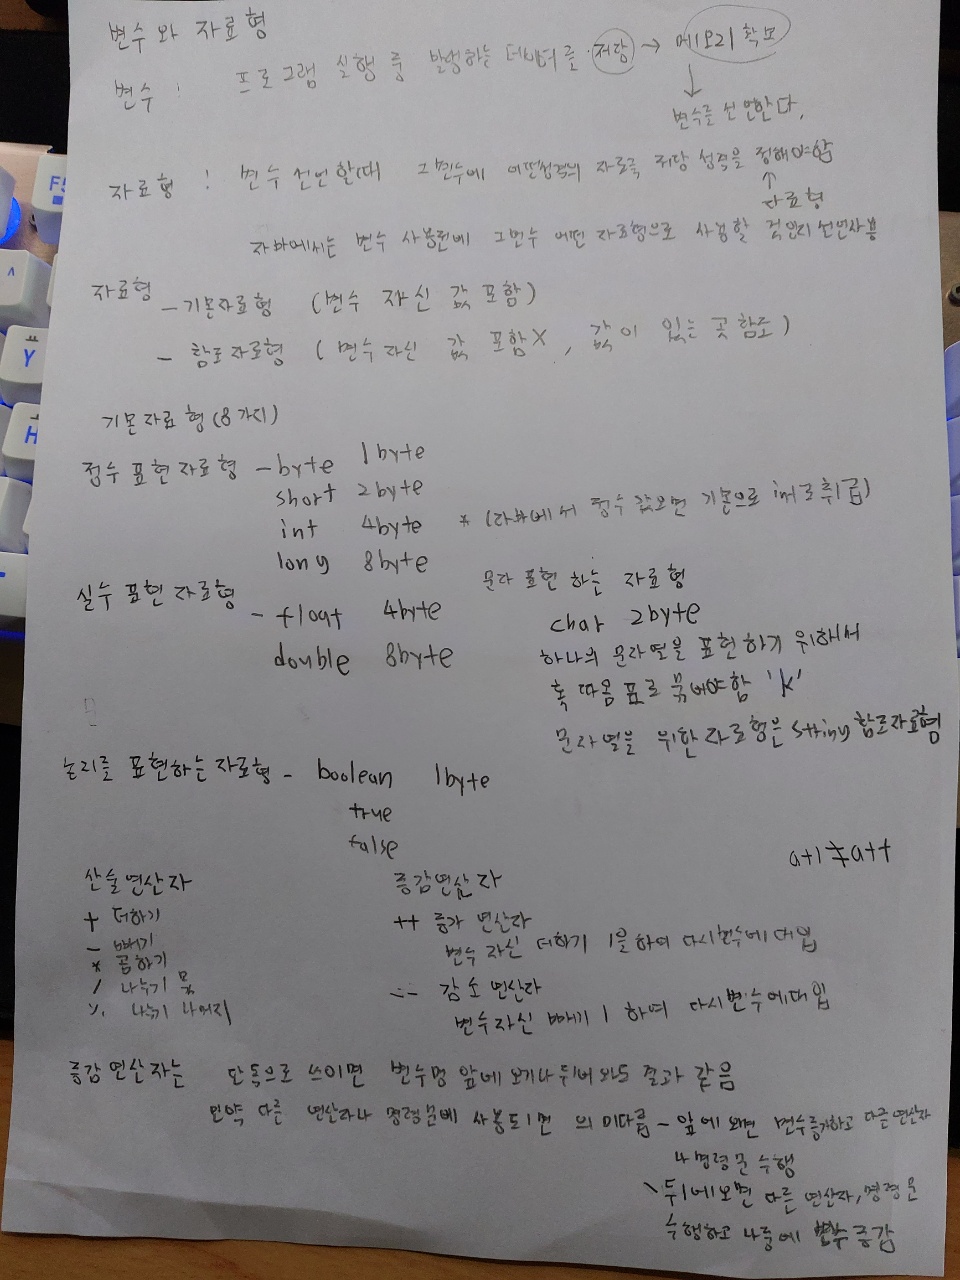 변수와 자료형
변수 : 프로그램 실행 중 발생하는 데이터를 저장 → 메모리 확보
↓
변수를 선언한다.
자료형 : 변수 선언할때 그변수에 어떤성격의 자료를 저장 성격을 정해야함
↑
자료형
자바에서는 변수 사용전에 그변수 어떤 자료형으로 사용할 것인지 선언사용
자료형 - 기본자료형 (변수 자신 값 포함)
- 참조자료형 (변수자신 값 포함X, 값이 있는 곳 참조)
기본자료형(8가지)
정수 표현 자료형 - byte 1byte
short 2byte
int 4byte * (자바에서 정수 값오면 기본으로 int로 취급)
long 8byte
실수 표현 자료형 - float 4byte
double 8byte
문자 표현 하는 자료형
char 2byte
하나의 문자열을 표현하기 위해서
홑 따옴표로 묶어야함 'k'
문자열을 위한 자료형은 string 참조자료형
논리를 표현하는 자료형 - boolean 1byte
true
false
a+1≠a++
산술연산자
+ 더하기
- 빼기
* 곱하기
/ 나누기 몫
% 나누기 나머지
증감연산자
++ 증가 연산자
변수 자신 더하기 1을 하여 다시변수에 대입
-- 감소 연산자
변수자신 빼기 1 하여 다시변수에대입
증감 연산자는 단독으로 쓰이면 변수명 앞에 오거나 뒤에 와도 결과 같음
만약 다른 연산자나 명령문에 사용되면 의미다름 - 앞에 오면 변수증가하고 다른연산자
나 명령문 수행
뒤에오면 다른 연산자, 명령문
수행하고 나중에 변수 증감